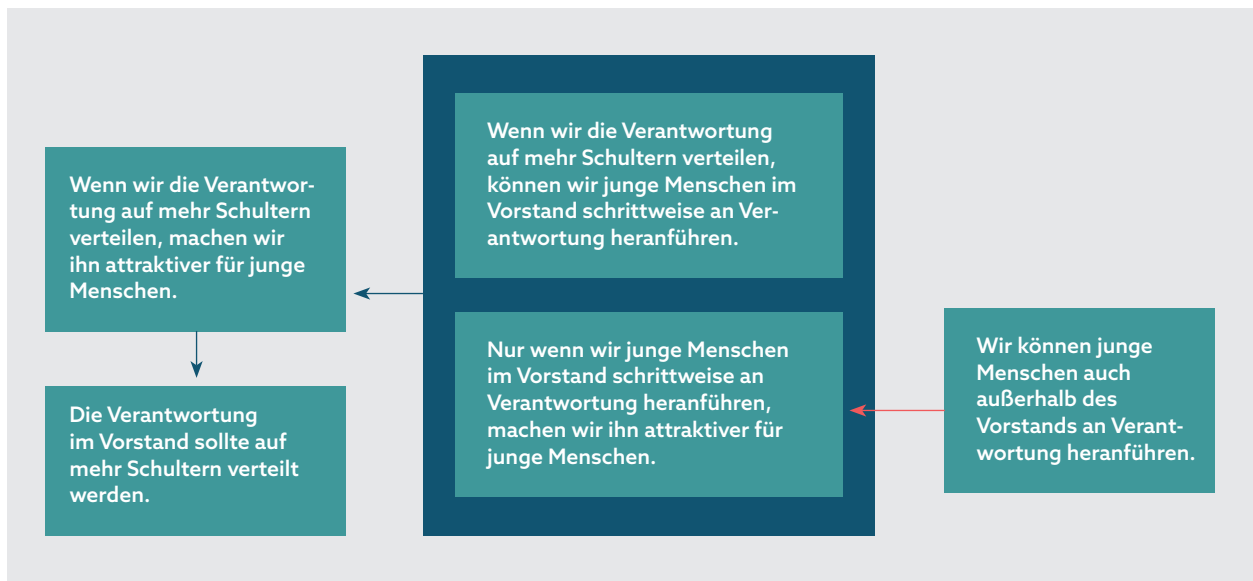 Wenn wir die Verantwor-
tung auf mehr Schultern
verteilen, machen wir
ihn attraktiver für junge
Menschen.
Die Verantwortung
im Vorstand sollte auf
mehr Schultern verteilt
werden.
Wenn wir die Verantwortung
auf mehr Schultern verteilen,
können wir junge Menschen im
Vorstand schrittweise an Ver-
antwortung heranführen.
Nur wenn wir junge Menschen
im Vorstand schrittweise an
Verantwortung heranführen,
machen wir ihn attraktiver für
junge Menschen.
Wir können junge
Menschen auch
außerhalb des
Vorstands an Verant-
wortung heranführen.